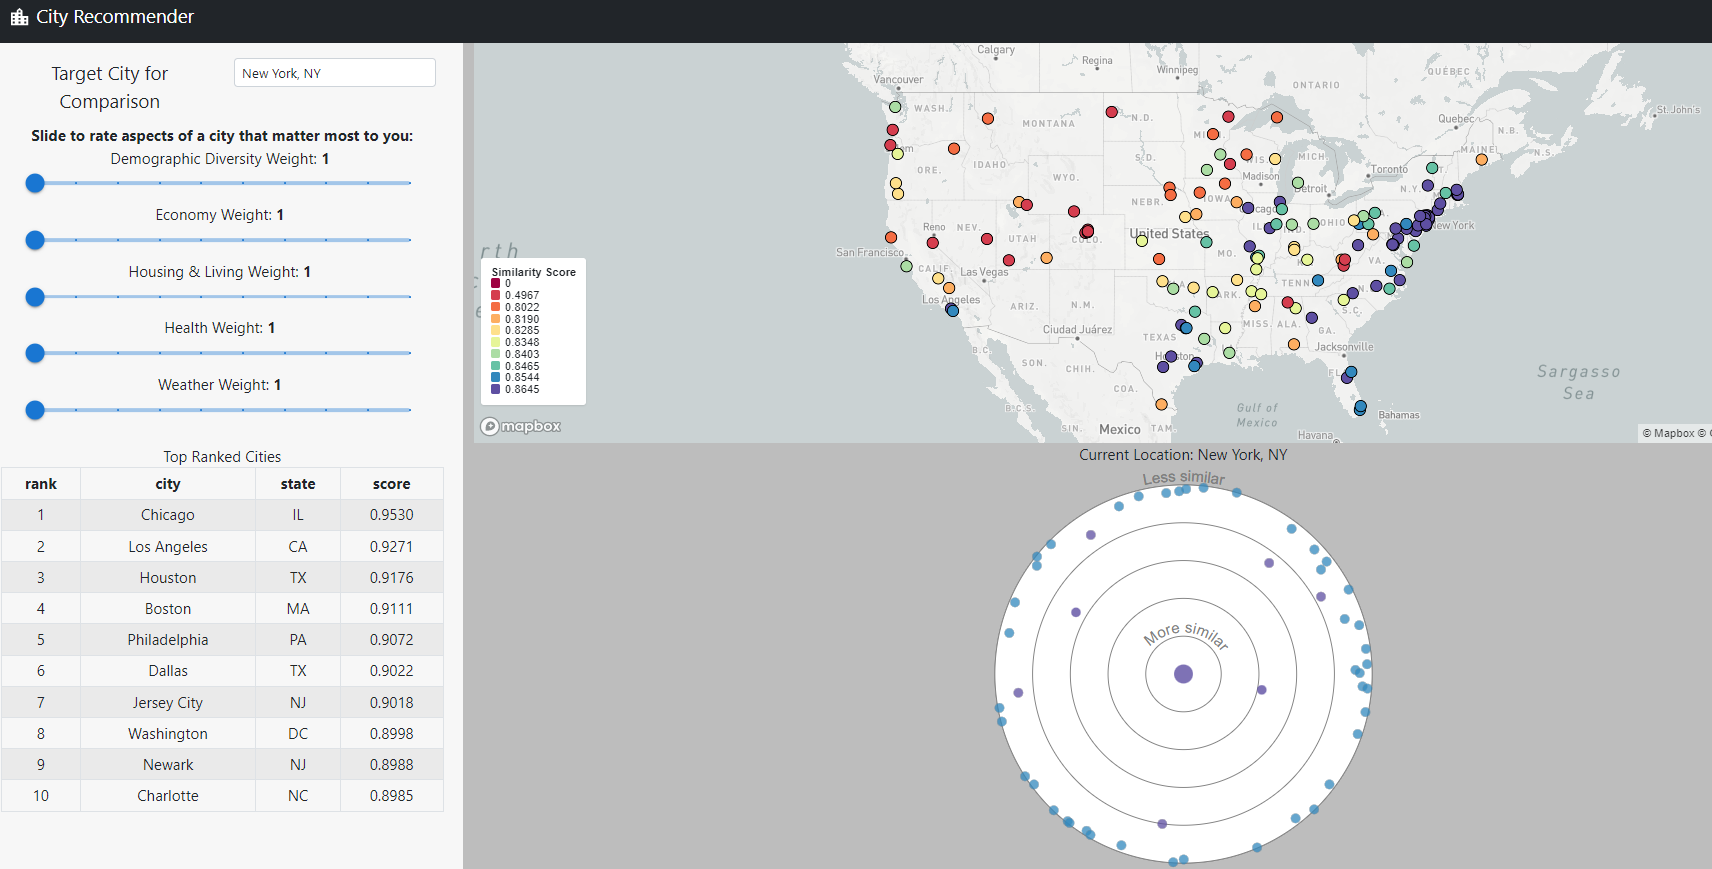 City Recommender
Target City for
Comparison
New York, NY
Slide to rate aspects of a city that matter most to you:
Demographic Diversity Weight: 1
Economy Weight: 1
Housing & Living Weight: 1
Health Weight: 1
Weather Weight: 1
Top Ranked Cities
rank city state score
1 Chicago IL 0.9530
2 Los Angeles CA 0.9271
3 Houston TX 0.9176
4 Boston MA 0.9111
5 Philadelphia PA 0.9072
6 Dallas TX 0.9022
7 Jersey City NJ 0.9018
8 Washington DC 0.8998
9 Newark NJ 0.8988
10 Charlotte NC 0.8985
Calgary
Regina
Winnipeg
Vancouver
ONTARIO
QUÉBEC
St. John's
Quebec
N.B.
N.S.
WASH.
MONTANA
N.D.
MAINE
ORE.
IDAHO
S.D.
WIS.
MICH.
Toronto
WYO.
Madison
Detroit
N.Y.
NEBR.
IOWA
OHIO
New York
Reno
NEV.
UTAH
COLO.
United States
ILL.
San Francisco
MO.
VA.
CALIF.
Las Vegas
TENN.
Los Angeles
ARIZ.
N.M.
ARK.
S.C.
Ciudad Juárez
MISS.
ALA.
GA.
B.C.
TEXAS
Jacksonville
SON.
CHIH.
Houston
COA.
B.C.S.
Gulf of
Mexico
Bahamas
Sargasso
Sea
SIN.
Mexico
TAM.
Havana
Similarity Score
0
0.4967
0.8022
0.8190
0.8285
0.8348
0.8403
0.8465
0.8544
0.8645
mapbox
© Mapbox ©
Current Location: New York, NY
Less similar
More similar